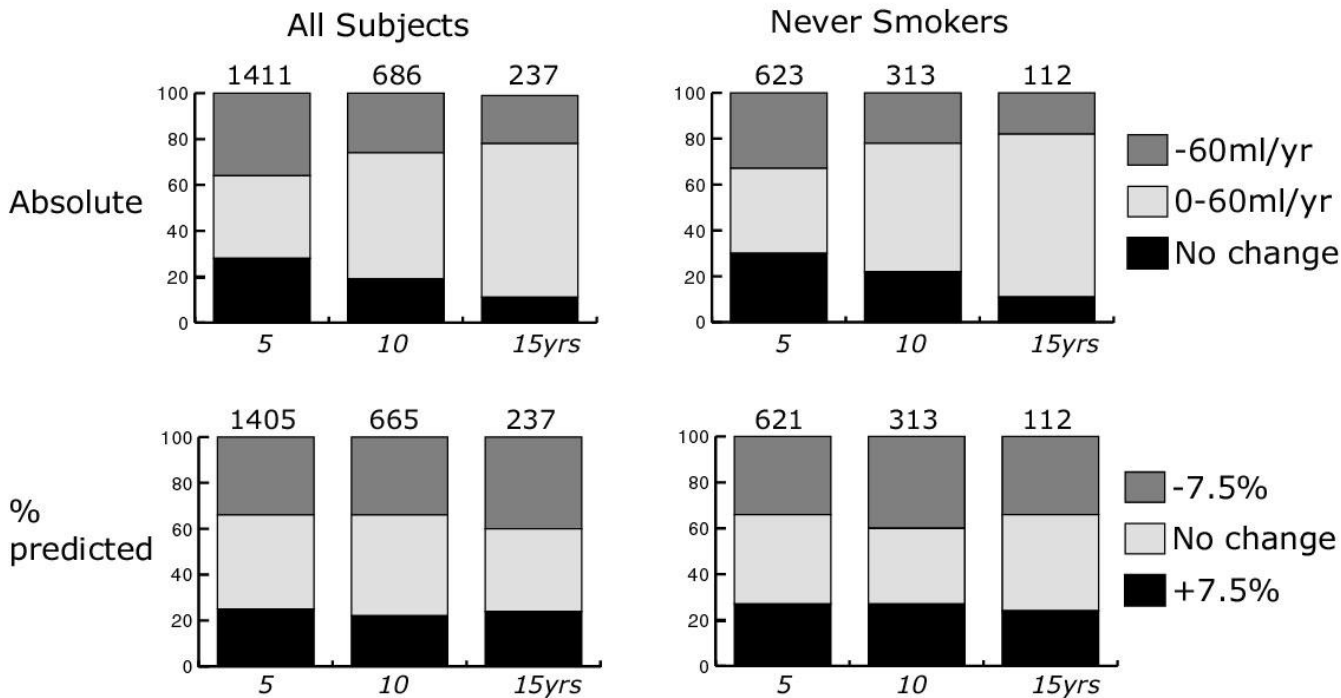 All Subjects
Never Smokers
1411 686 237
623 313 112
100
80
60
40
20
0
100
80
60
40
20
0
Absolute
-60ml/yr
0-60ml/yr
No change
5 10 15yrs
5 10 15yrs
1405 665 237
621 313 112
100
80
60
40
20
0
100
80
60
40
20
0
%
predicted
-7.5%
No change
+7.5%
5 10 15yrs
5 10 15yrs